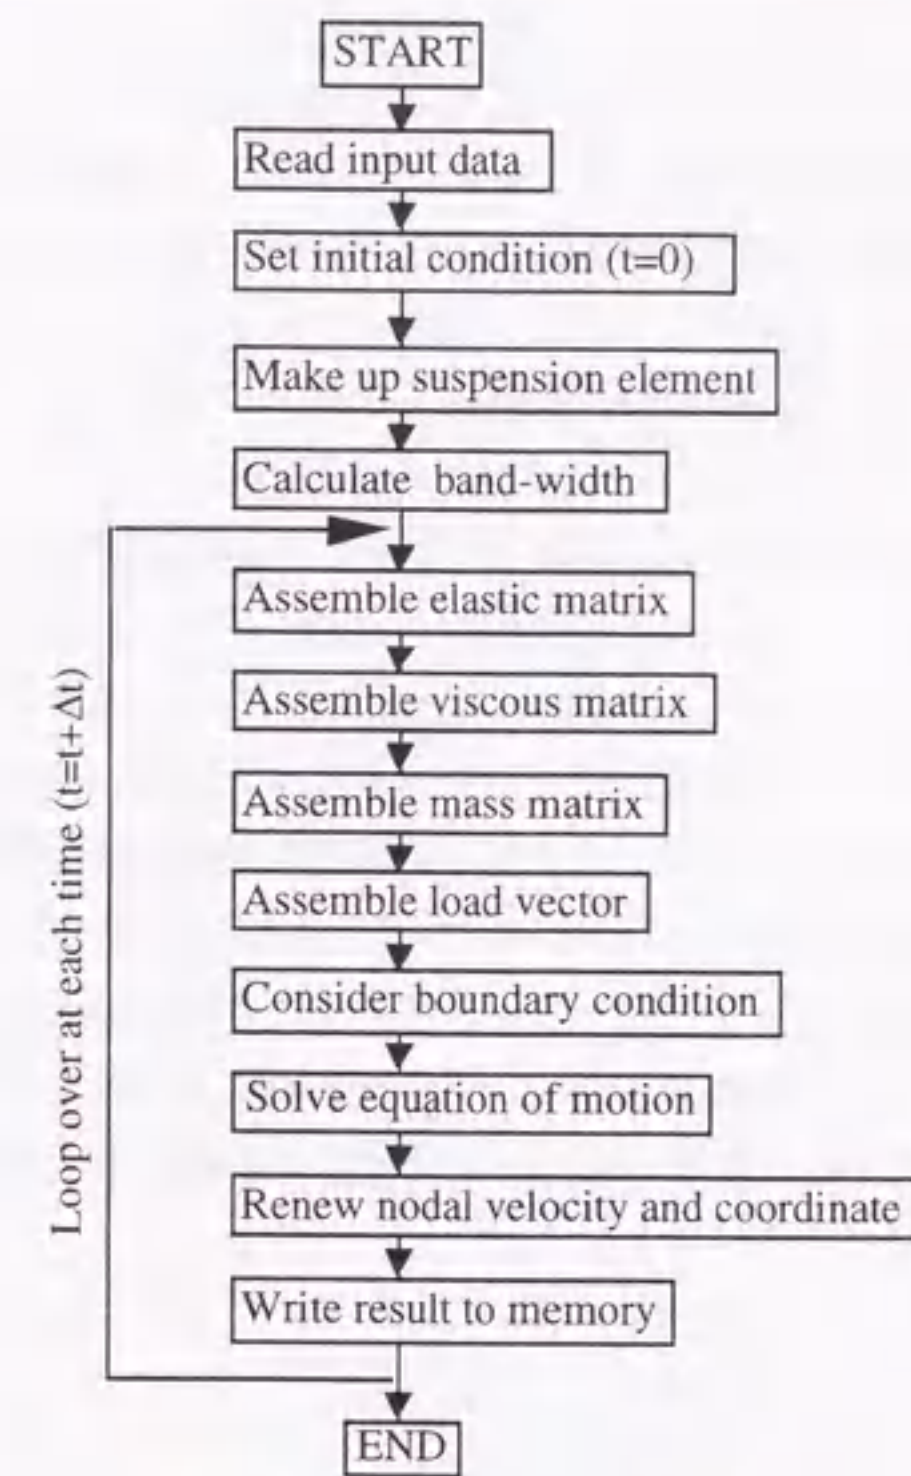 START
Read input data
Set initial condition (t=0)
Make up suspension element
Calculate band-width
Assemble elastic matrix
Assemble viscous matrix
Assemble mass matrix
Assemble load vector
Consider boundary condition
Solve equation of motion
Renew nodal velocity and coordinate
Write result to memory
END
Loop over at each time (t=t+Δt)